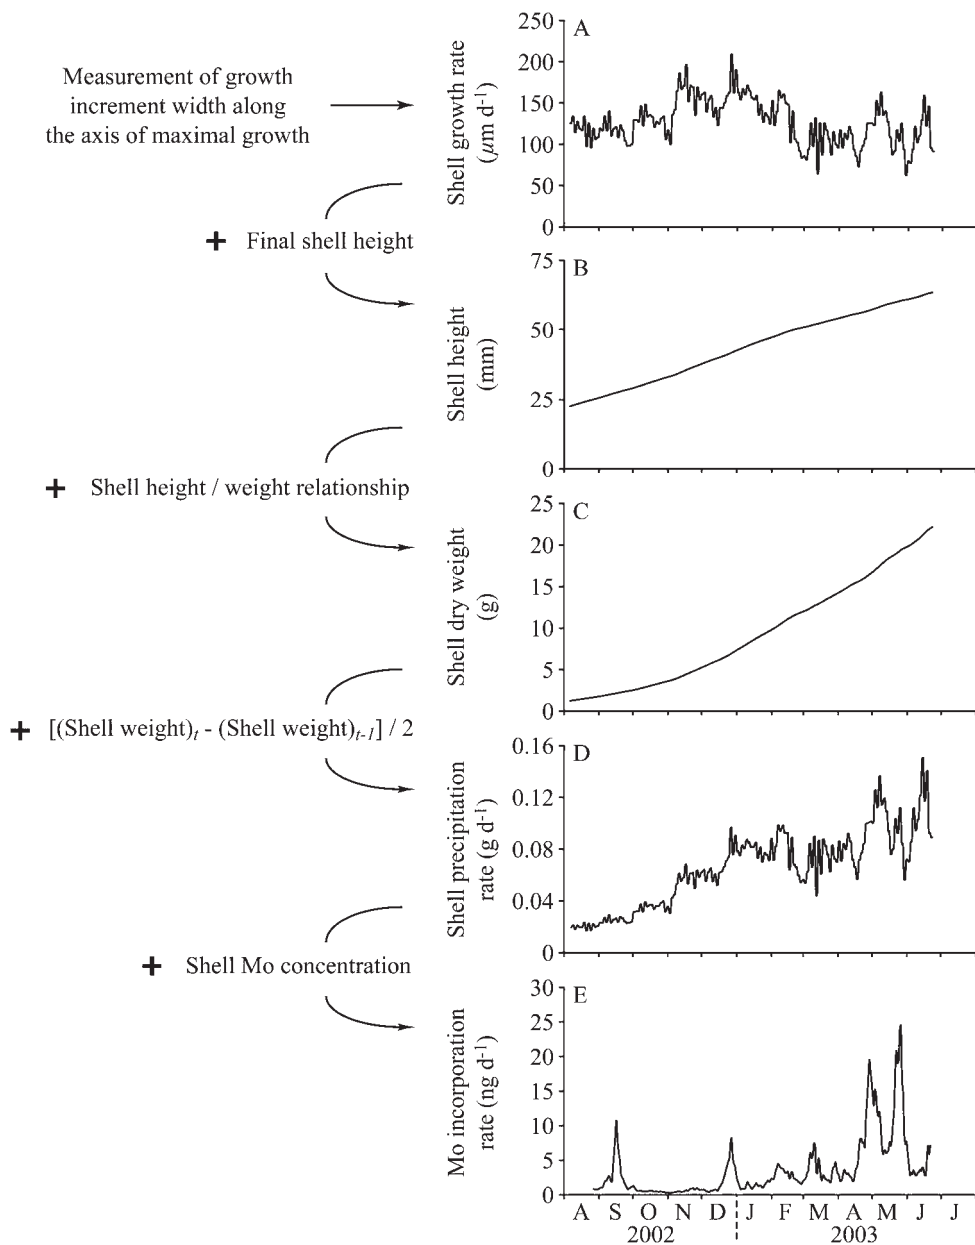 Measurement of growth
increment width along
the axis of maximal growth
Shell growth rate
(µm d-1)
A
250
200
150
100
50
0
+ Final shell height
Shell height
(mm)
B
75
50
25
0
+ Shell height / weight relationship
Shell dry weight
(g)
C
25
20
15
10
5
0
+ [(Shell weight)t - (Shell weight)t-1] / 2
Shell precipitation
rate (g d-1)
D
0.16
0.12
0.08
0.04
0
+ Shell Mo concentration
Mo incorporation
rate (ng d-1)
E
30
25
20
15
10
5
0
A S O N D J F M A M J J
2002 2003